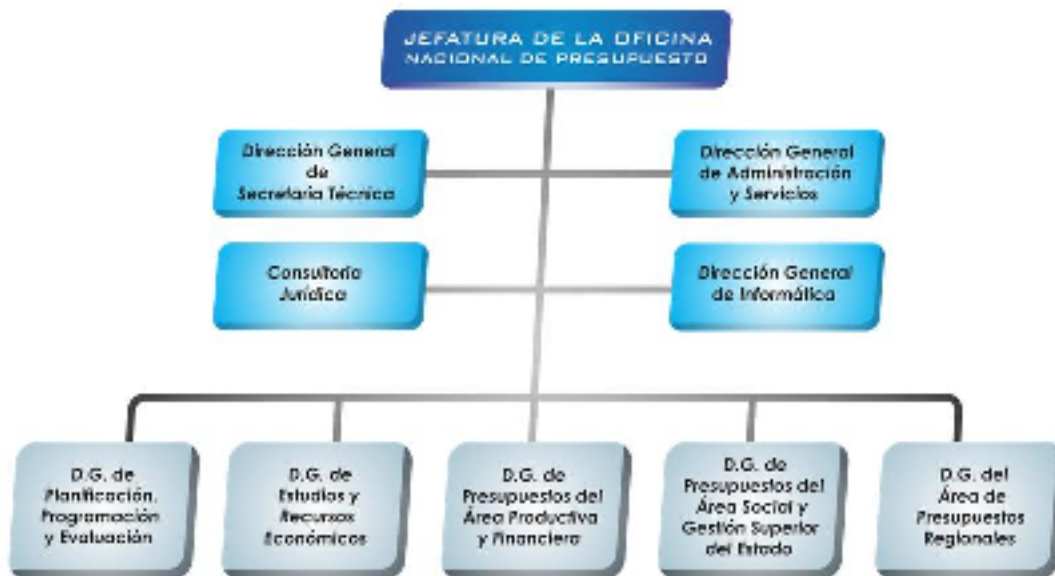 JEFATURA DE LA OFICINA
NACIONAL DE PRESUPUESTO
Dirección General
de
Secretaria Técnica
Dirección General
de Administración
y Servicios
Consultoría
Jurídica
Dirección General
de Informática
D.G. de
Planificación,
Programación
y Evaluación
D.G. de
Estudios y
Recursos
Económicos
D.G. de
Presupuestos del
Área Productiva
y Financiera
D.G. de
Presupuestos del
Área Social y
Gestión Superior
del Estado
D.G. del
Área de
Presupuestos
Regionales